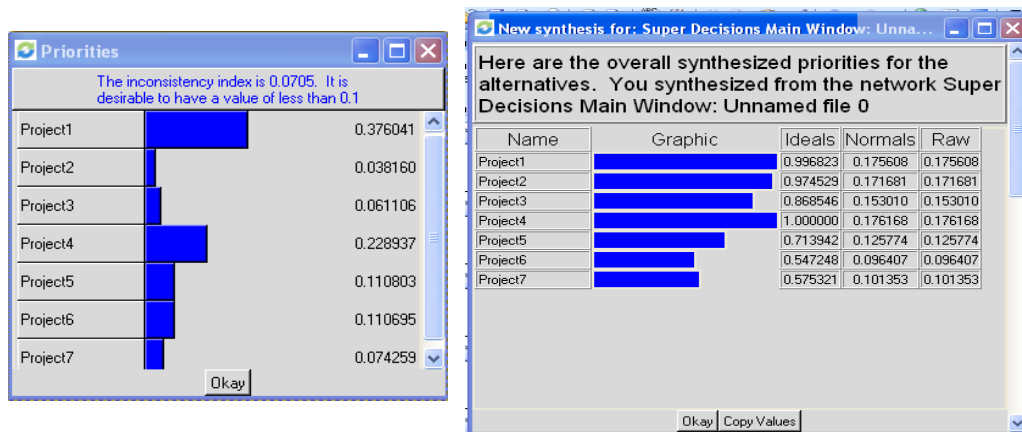 Priorities
The inconsistency index is 0.0705. It is
desirable to have a value of less than 0.1
Project1 0.376041
Project2 0.038160
Project3 0.061106
Project4 0.228937
Project5 0.110803
Project6 0.110695
Project7 0.074259
Okay
New synthesis for: Super Decisions Main Window: Unna...
Here are the overall synthesized priorities for the
alternatives. You synthesized from the network Super
Decisions Main Window: Unnamed file 0
Name Graphic Ideals Normals Raw
Project1 0.996823 0.175608 0.175608
Project2 0.974529 0.171681 0.171681
Project3 0.868546 0.153010 0.153010
Project4 1.000000 0.176168 0.176168
Project5 0.713942 0.125774 0.125774
Project6 0.547248 0.096407 0.096407
Project7 0.575321 0.101353 0.101353
Okay Copy Values